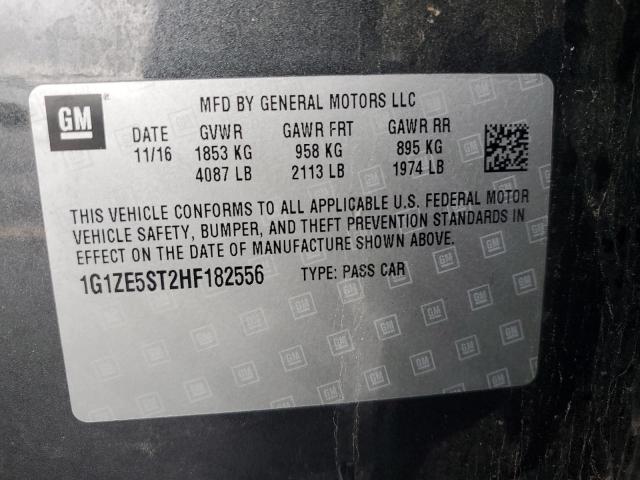 GM
MFD BY GENERAL MOTORS LLC
DATE GVWR GAWR FRT GAWR RR
11/16 1853 KG 958 KG 895 KG
4087 LB 2113 LB 1974 LB
THIS VEHICLE CONFORMS TO ALL APPLICABLE U.S. FEDERAL MOTOR
VEHICLE SAFETY, BUMPER, AND THEFT PREVENTION STANDARDS IN
EFFECT ON THE DATE OF MANUFACTURE SHOWN ABOVE.
1G1ZE5ST2HF182556 TYPE: PASS CAR